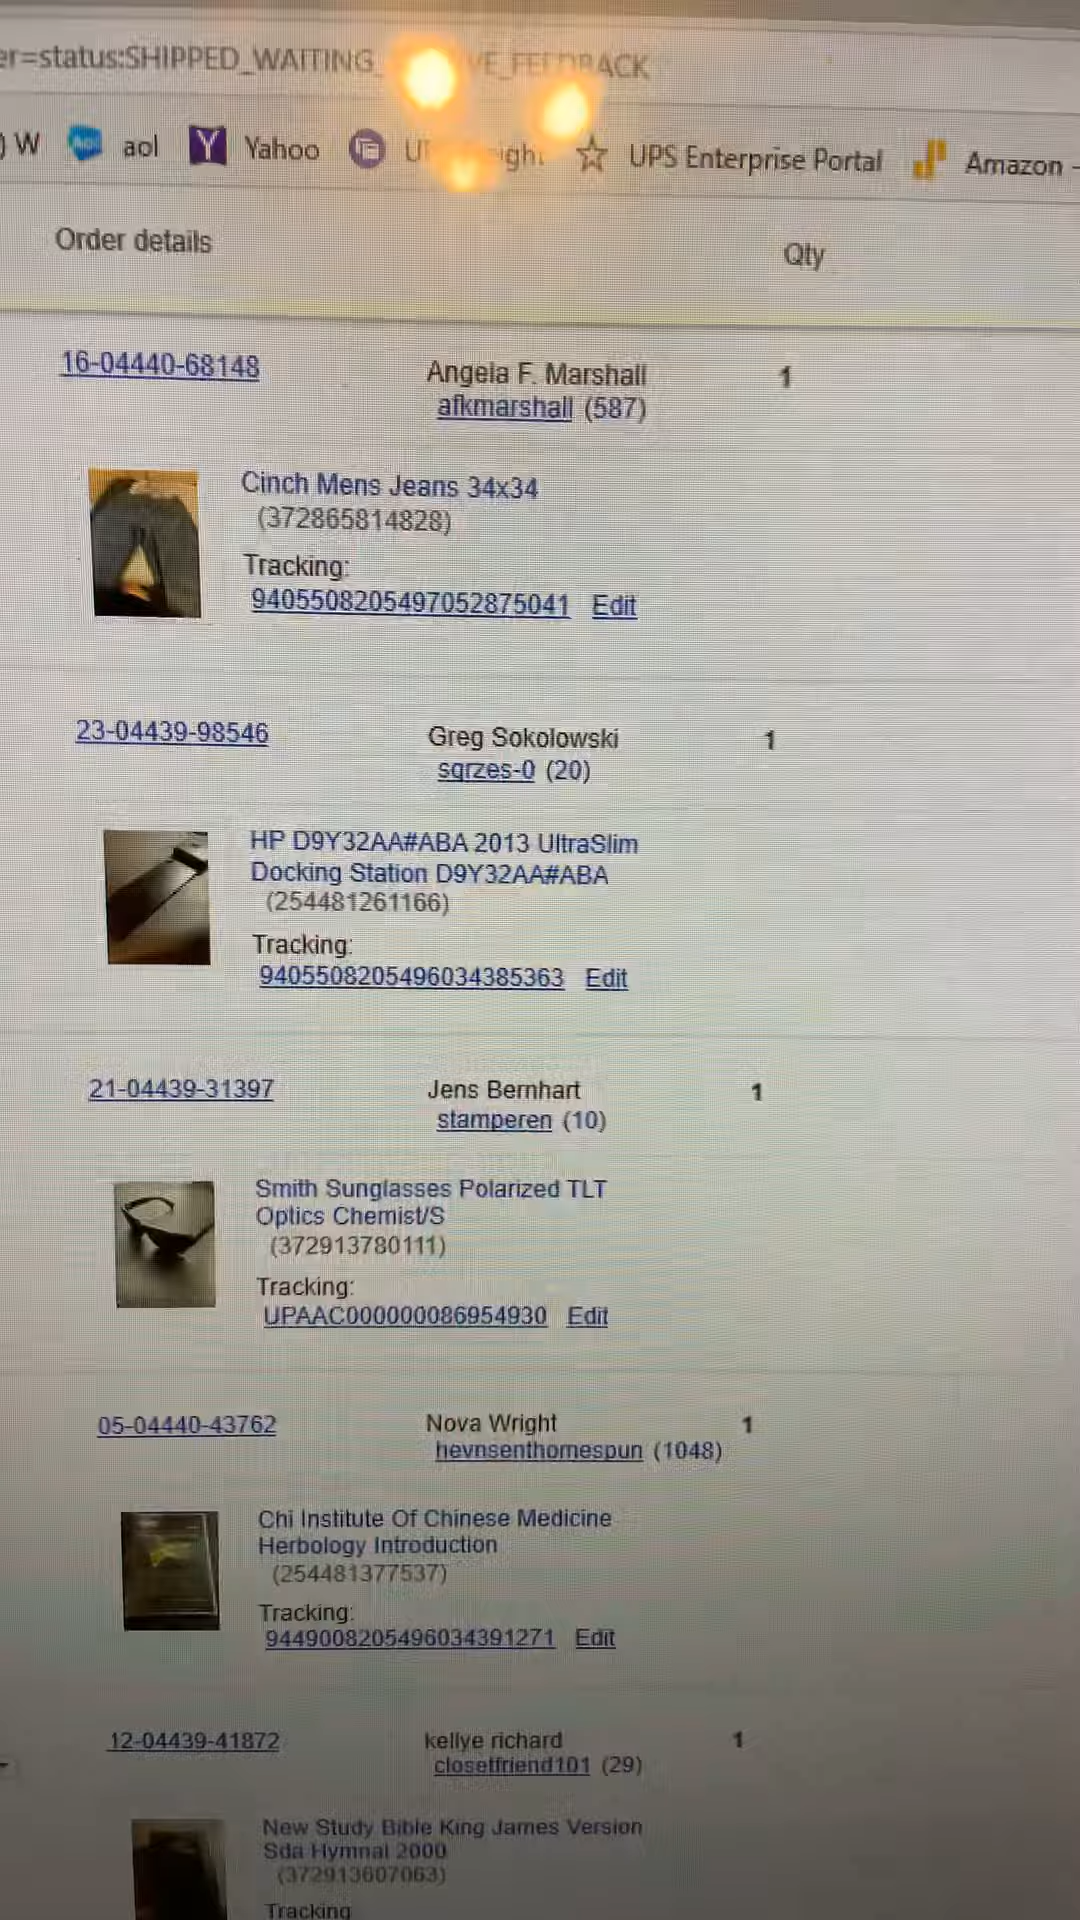 er=status:SHIPPED_WAITING_ VE_FEEDBACK
) W aol Yahoo UPS Enterprise Portal Amazon -
Order details Qty
16-04440-68148 Angela F. Marshall 1
afkmarshall (587)
Cinch Mens Jeans 34x34
(372865814828)
Tracking:
9405508205497052875041 Edit
23-04439-98546 Greg Sokolowski 1
sgrzes-0 (20)
HP D9Y32AA#ABA 2013 UltraSlim
Docking Station D9Y32AA#ABA
(254481261166)
Tracking:
9405508205496034385363 Edit
21-04439-31397 Jens Bernhart 1
stamperen (10)
Smith Sunglasses Polarized TLT
Optics Chemist/S
(372913780111)
Tracking:
UPAAC000000086954930 Edit
05-04440-43762 Nova Wright 1
hevnsenthomespun (1048)
Chi Institute Of Chinese Medicine
Herbology Introduction
(254481377537)
Tracking:
9449008205496034391271 Edit
12-04439-41872 kellye richard 1
closetfriend101 (29)
New Study Bible King James Version
Sda Hymnal 2000
(372913607063)
Tracking